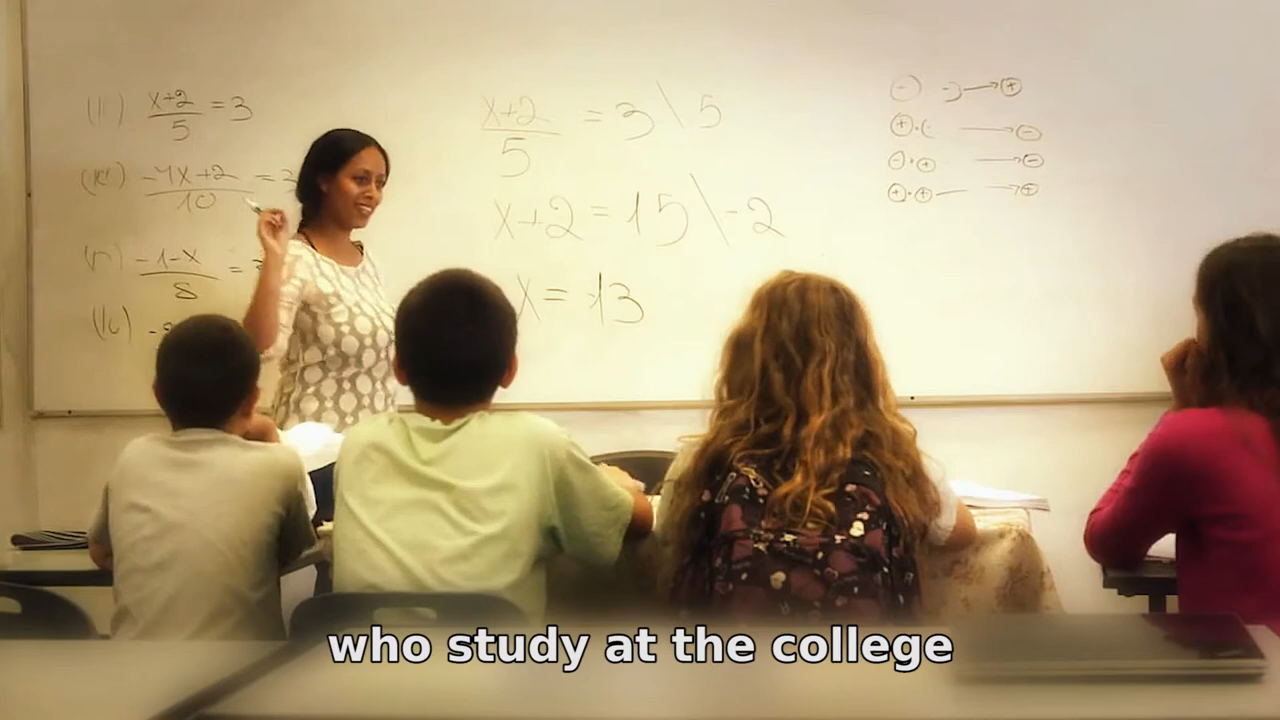 x+2/5 = 3
-4x+2/10 = 2
-1-x/8 =
x+2/5 = 3 \ 5
x+2 = 15 \ -2
x = 13
who study at the college